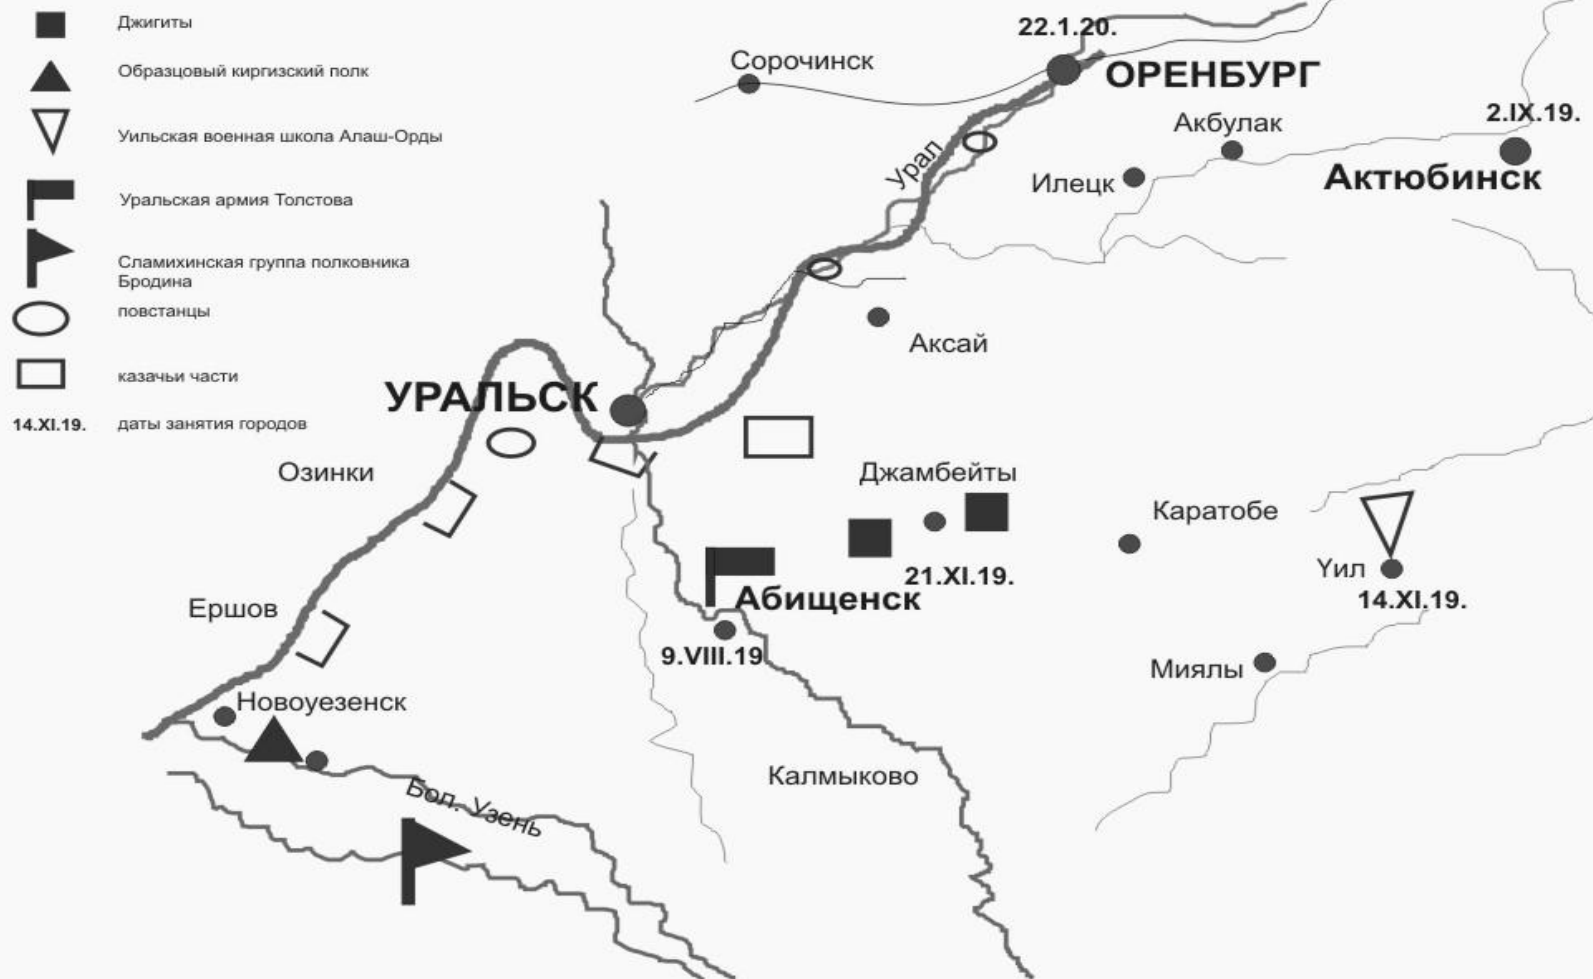 Джигиты
Образцовый киргизский полк
Уильская военная школа Алаш-Орды
Уральская армия Толстова
Сламихинская группа полковника
Бродина
повстанцы
казачьи части
14.XI.19.
даты занятия городов
22.1.20.
Сорочинск
ОРЕНБУРГ
2.IX.19.
Акбулак
Урал
Илецк
Актюбинск
Аксай
УРАЛЬСК
Озинки
Джамбейты
Каратобе
21.XI.19.
Үил
14.XI.19.
Абищенск
Ершов
9.VIII.19
Миялы
Новоуезенск
Калмыково
Бол. Узень